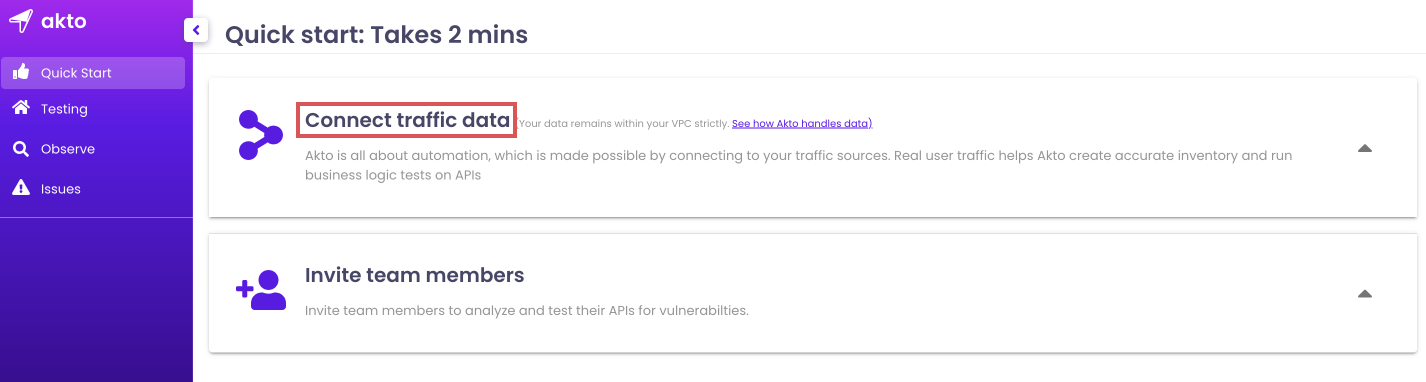 akto
Quick start: Takes 2 mins
Quick Start
Testing
Observe
Issues
Connect traffic data Your data remains within your VPC strictly. See how Akto handles data)
Akto is all about automation, which is made possible by connecting to your traffic sources. Real user traffic helps Akto create accurate inventory and run
business logic tests on APIs
Invite team members
Invite team members to analyze and test their APIs for vulnerabilties.